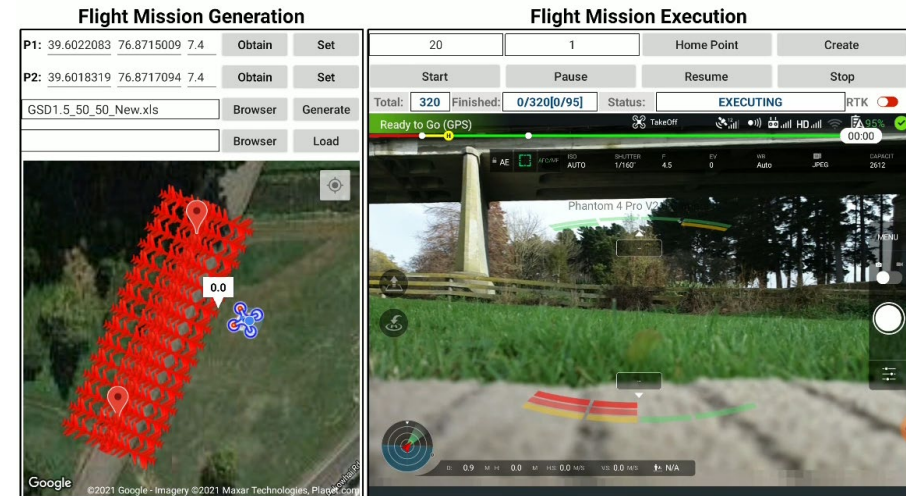 Flight Mission Generation
P1: 39.6022083 76.8715009 7.4 Obtain Set
P2: 39.6018319 76.8717094 7.4 Obtain Set
GSD1.5_50_50_New.xls Browser Generate
Browser Load
0.0
Google
©2021 Google - Imagery ©2021 Maxar Technologies, Planet.com
Flight Mission Execution
20 1 Home Point Create
Start Pause Resume Stop
Total: 320 Finished: 0/320[0/95] Status: EXECUTING RTK
Ready to Go (GPS) TakeOff HD 95%
H 00:00
AE AFC/MF ISO AUTO SHUTTER 1/160" F 4.5 EV 0 WB Auto JPEG CAPACIT 2612
Phantom 4 Pro V2
MENU
D: 0.9 M H 0.0 M H.S: 0.0 M/S V.S: 0.0 M/S N/A